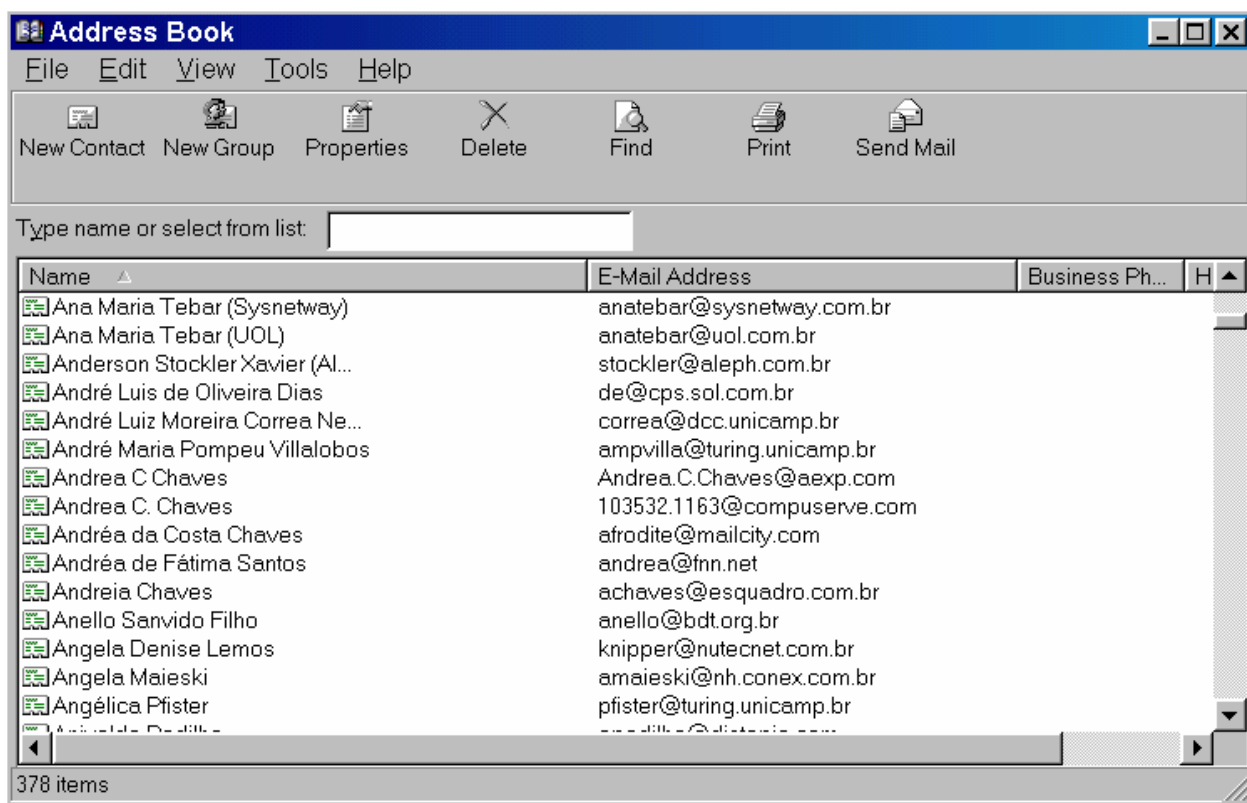 Address Book
File Edit View Tools Help
New Contact New Group Properties Delete Find Print Send Mail
Type name or select from list:
Name E-Mail Address Business Ph... H
Ana Maria Tebar (Sysnetway) anatebar@sysnetway.com.br
Ana Maria Tebar (UOL) anatebar@uol.com.br
Anderson Stockler Xavier (Al... stockler@aleph.com.br
André Luis de Oliveira Dias de@cps.sol.com.br
André Luiz Moreira Correa Ne... correa@dcc.unicamp.br
André Maria Pompeu Villalobos ampvilla@turing.unicamp.br
Andrea C Chaves Andrea.C.Chaves@aexp.com
Andrea C. Chaves 103532.1163@compuserve.com
Andréa da Costa Chaves afrodite@mailcity.com
Andréa de Fátima Santos andrea@fnn.net
Andreia Chaves achaves@esquadro.com.br
Anello Sanvido Filho anello@bdt.org.br
Angela Denise Lemos knipper@nutecnet.com.br
Angela Maieski amaieski@nh.conex.com.br
Angélica Pfister pfister@turing.unicamp.br
378 items